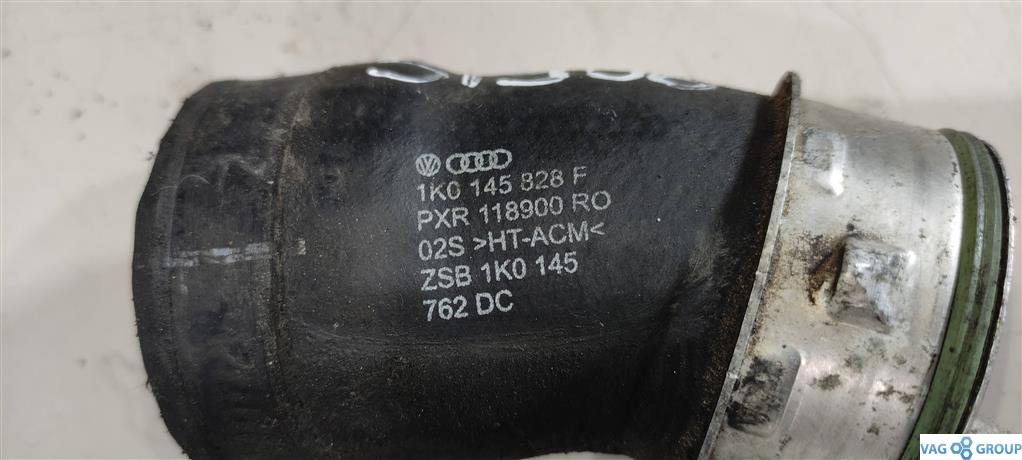 1K0 145 828 F
PXR 118900 RO
02S >HT-ACM<
ZSB 1K0 145
762 DC
VAG GROUP